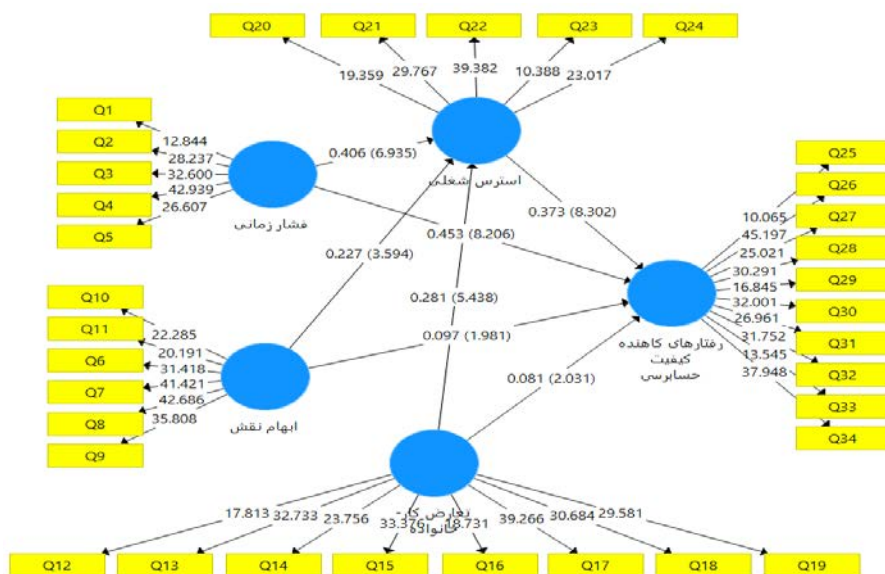 Q20
Q21
Q22
Q23
Q24
19.359
29.767
39.382
10.388
23.017
Q1
Q2
Q3
Q4
Q5
12.844
28.237
32.600
42.939
26.607
فشار زمانی
0.406 (6.935)
استرس شغلی
0.373 (8.302)
0.453 (8.206)
0.227 (3.594)
0.281 (5.438)
0.097 (1.981)
0.081 (2.031)
Q25
Q26
Q27
Q28
Q29
Q30
Q31
Q32
Q33
Q34
10.065
45.197
25.021
30.291
16.845
32.001
26.961
31.752
13.545
37.948
رفتارهای کاهنده
کیفیت
حسابرسی
Q10
Q11
Q6
Q7
Q8
Q9
22.285
20.191
31.418
41.421
42.686
35.808
ابهام نقش
تعارض کار-
خانواده
17.813
32.733
23.756
33.376
18.731
39.266
30.684
29.581
Q12
Q13
Q14
Q15
Q16
Q17
Q18
Q19